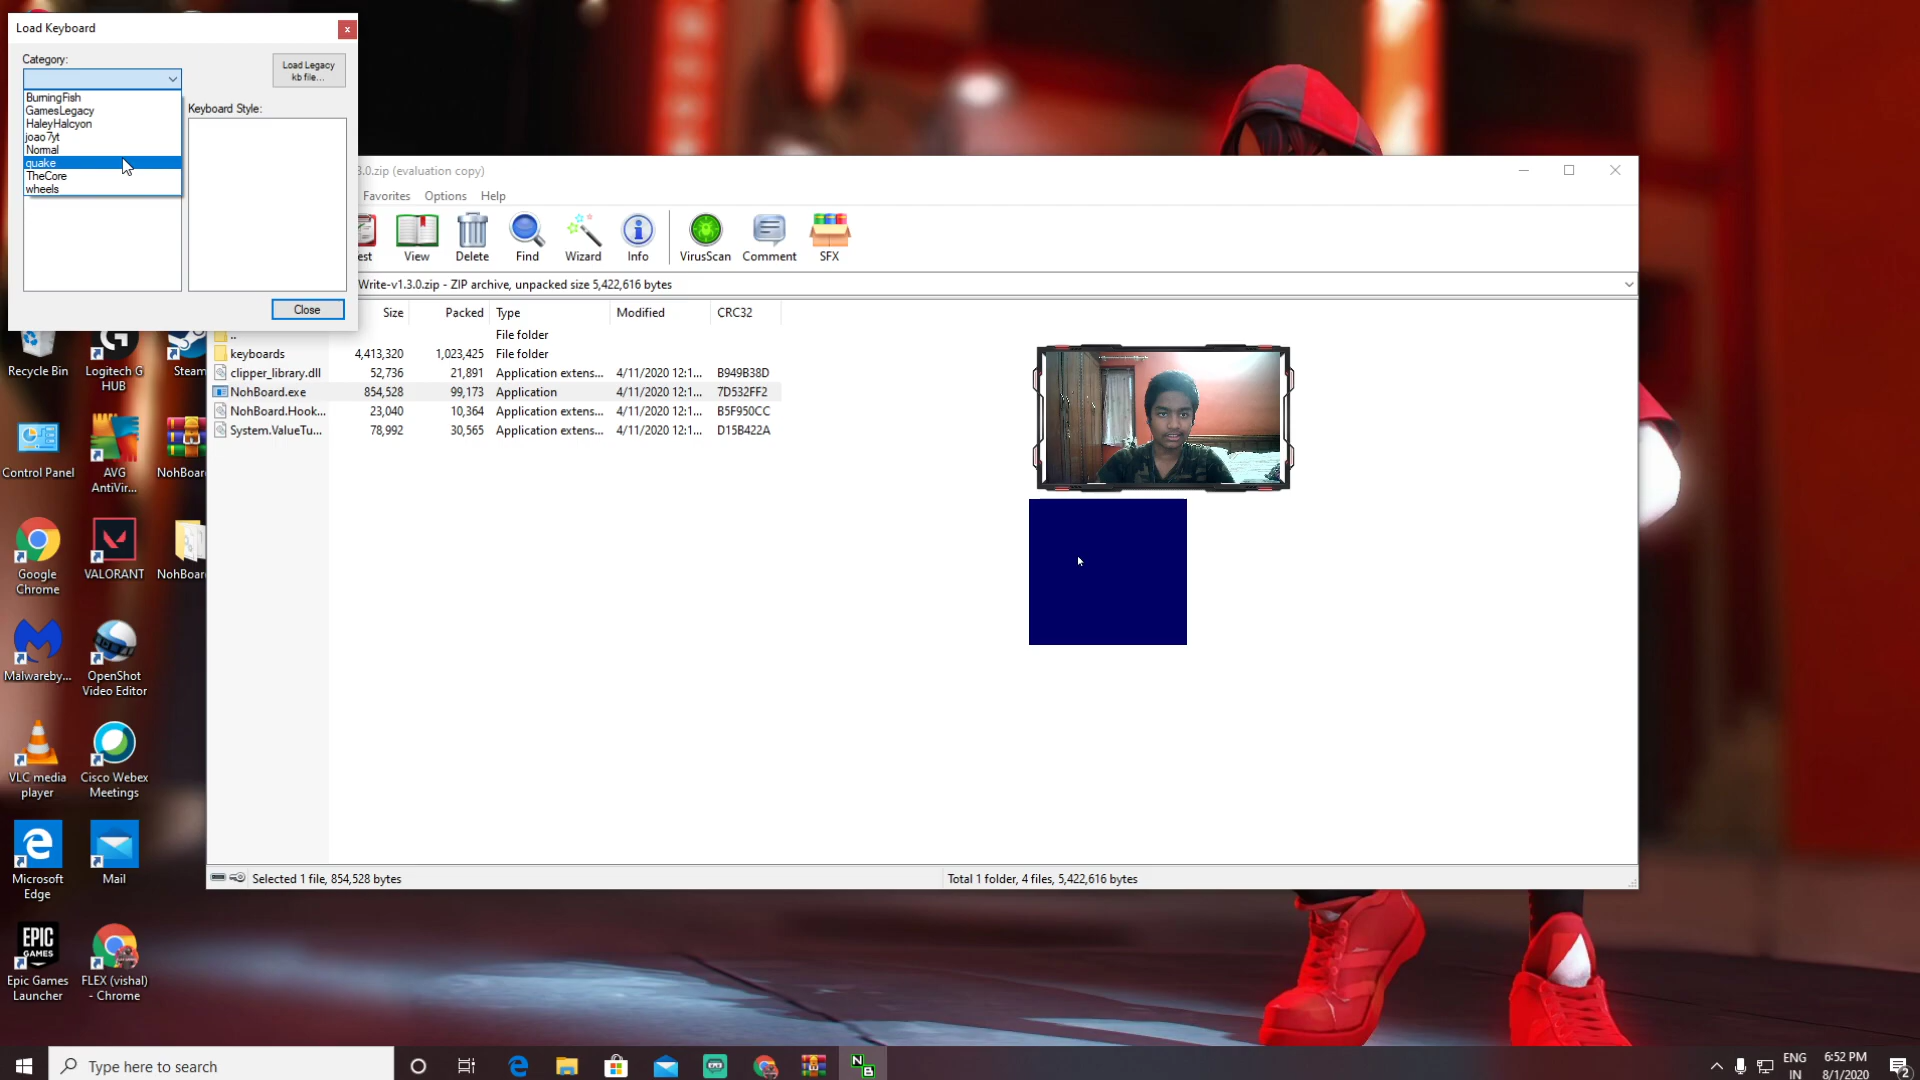 Load Keyboard
x
Category:
Load Legacy
kb file...
BurningFish
GamesLegacy
HaleyHalcyon
joao7yt
Normal
quake
TheCore
wheels
Keyboard Style:
Close
3.0.zip (evaluation copy)
Favorites Options Help
est View Delete Find Wizard Info VirusScan Comment SFX
Write-v1.3.0.zip - ZIP archive, unpacked size 5,422,616 bytes
Size Packed Type Modified CRC32
.. File folder
keyboards 4,413,320 1,023,425 File folder
clipper_library.dll 52,736 21,891 Application extens... 4/11/2020 12:1... B949B38D
NohBoard.exe 854,528 99,173 Application 4/11/2020 12:1... 7D532FF2
NohBoard.Hook... 23,040 10,364 Application extens... 4/11/2020 12:1... B5F950CC
System.ValueTu... 78,992 30,565 Application extens... 4/11/2020 12:1... D15B422A
Selected 1 file, 854,528 bytes
Total 1 folder, 4 files, 5,422,616 bytes
Recycle Bin
Logitech G
HUB
Steam
Control Panel
AVG
AntiVir...
NohBoar
Google
Chrome
VALORANT
NohBoar
Malwareby...
OpenShot
Video Editor
VLC media
player
Cisco Webex
Meetings
Microsoft
Edge
Mail
EPIC
GAMES
Epic Games
Launcher
FLEX (vishal)
- Chrome
Type here to search
N
B
ENG
IN
6:52 PM
8/1/2020
2